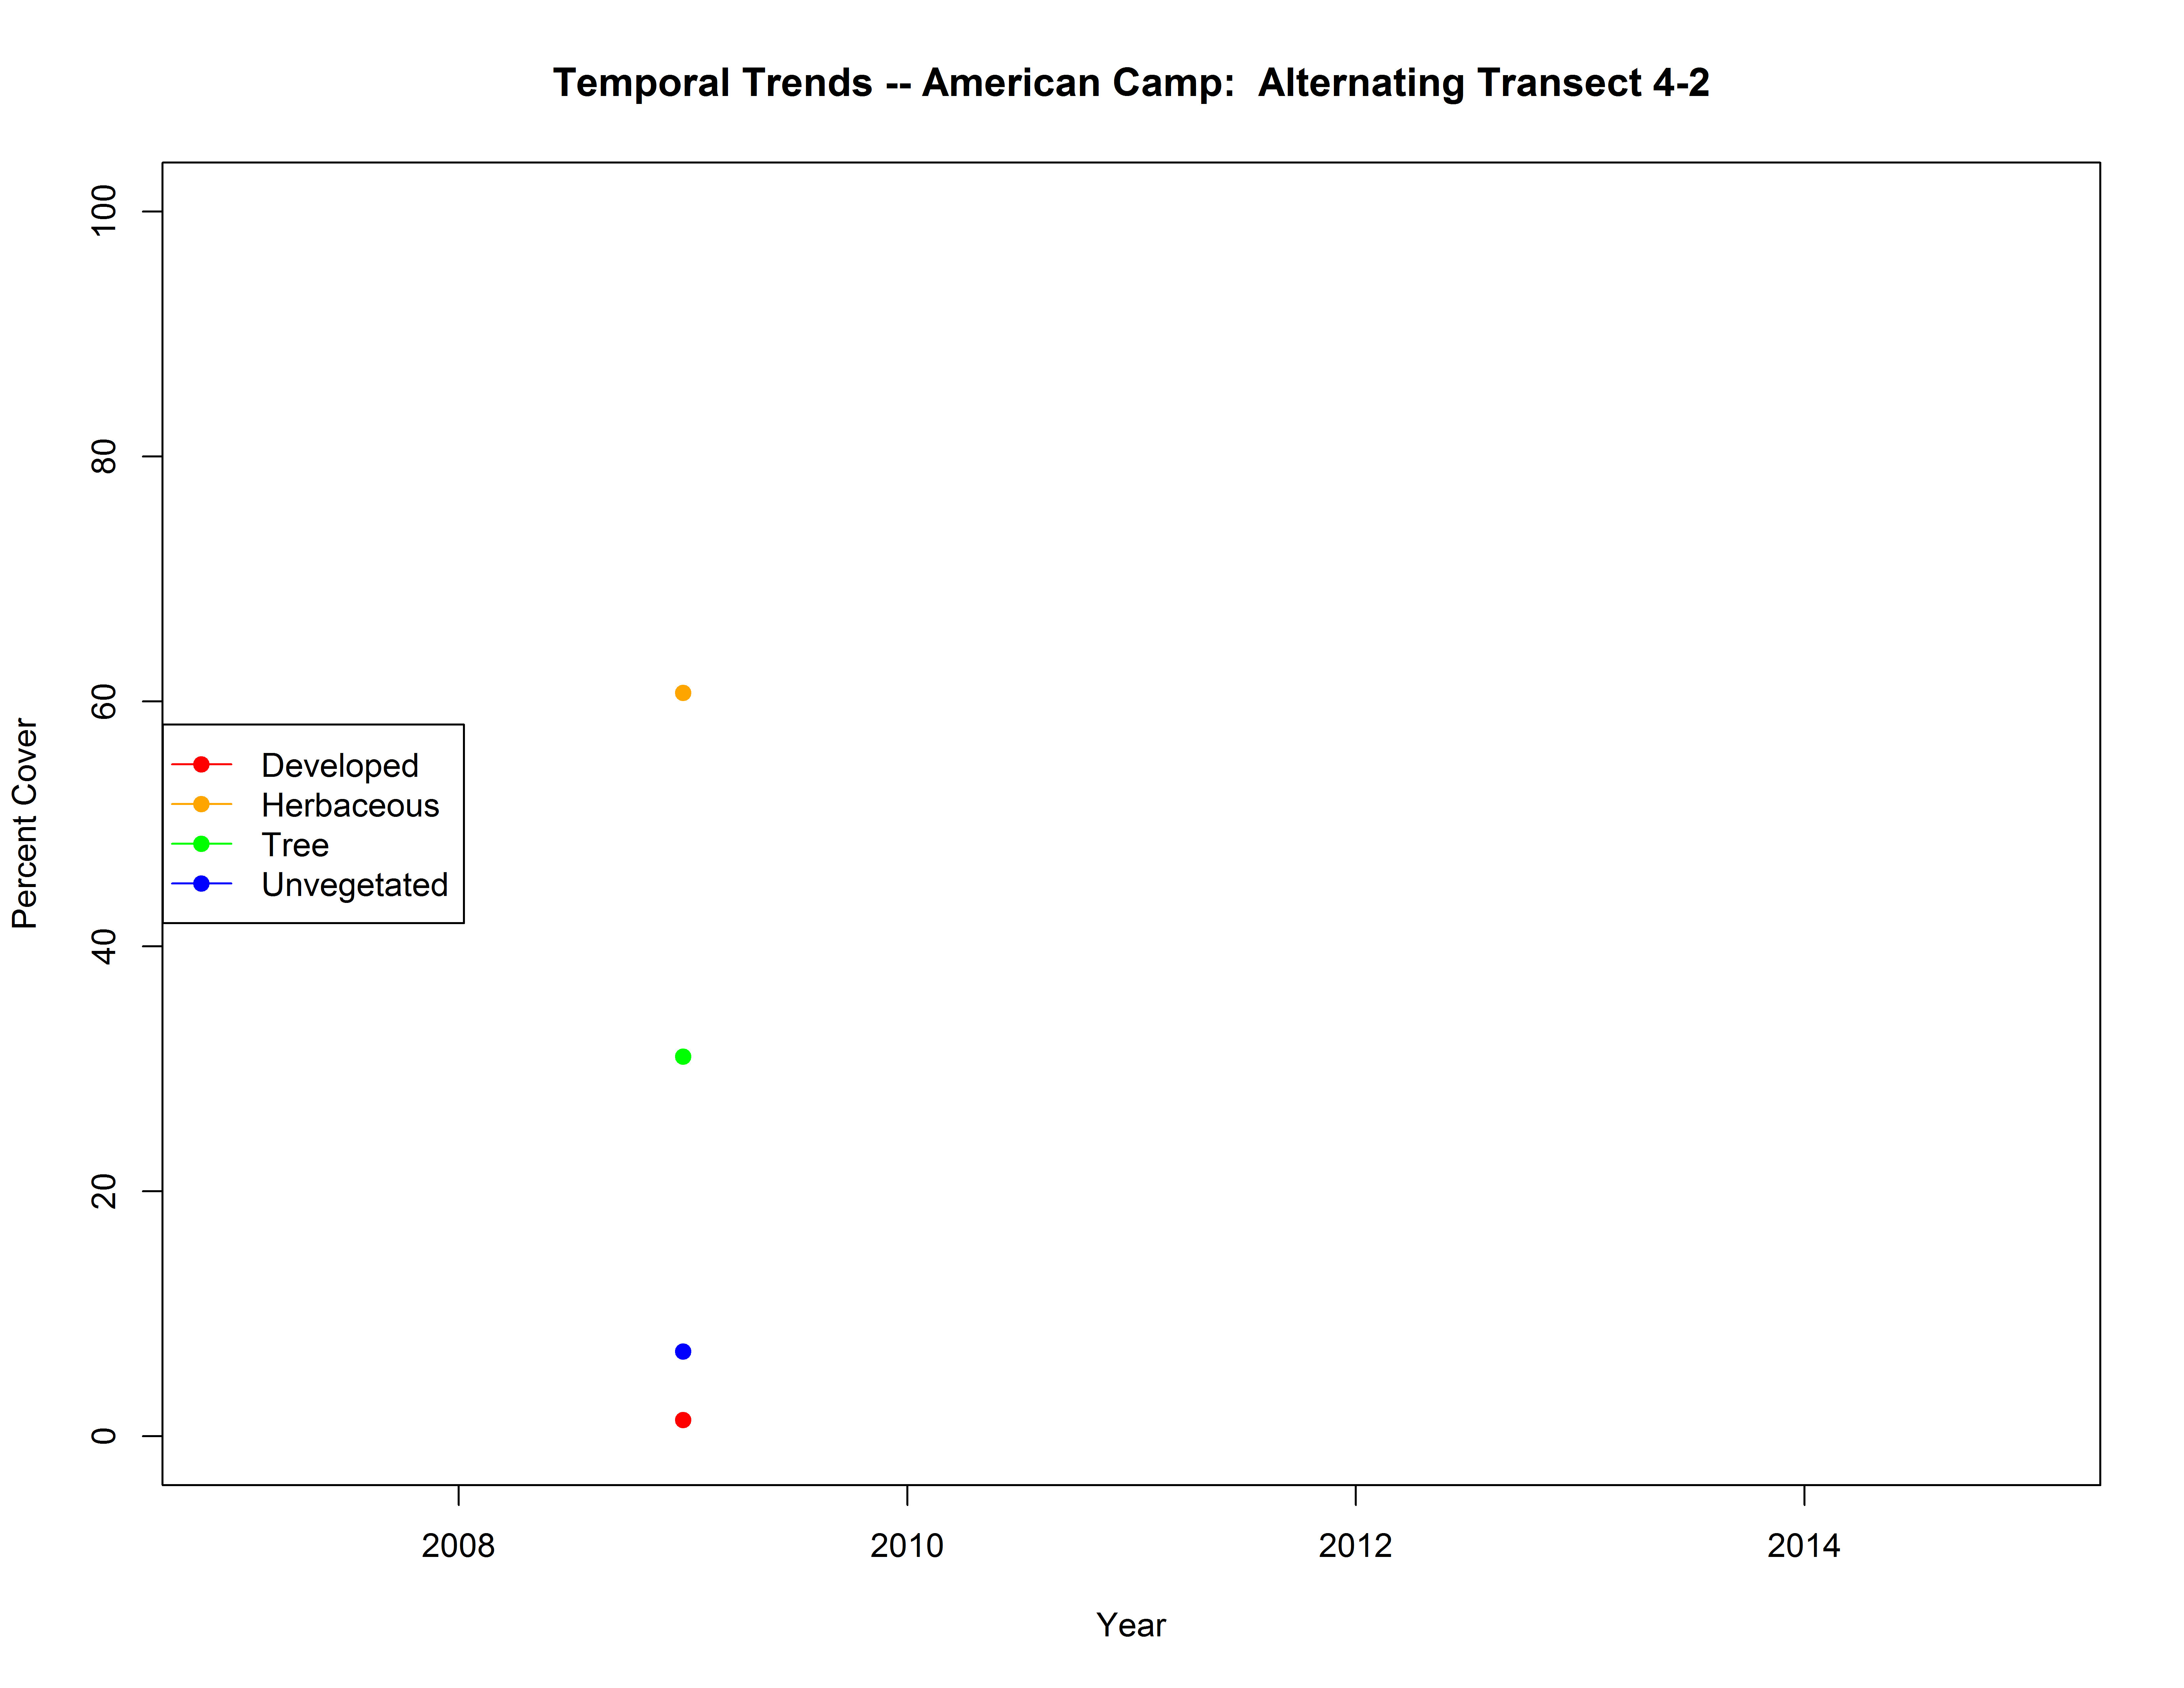 Temporal Trends -- American Camp:  Alternating Transect 4-2
100
80
60
40
20
0
Percent Cover
Developed
Herbaceous
Tree
Unvegetated
2008 2010 2012 2014
Year